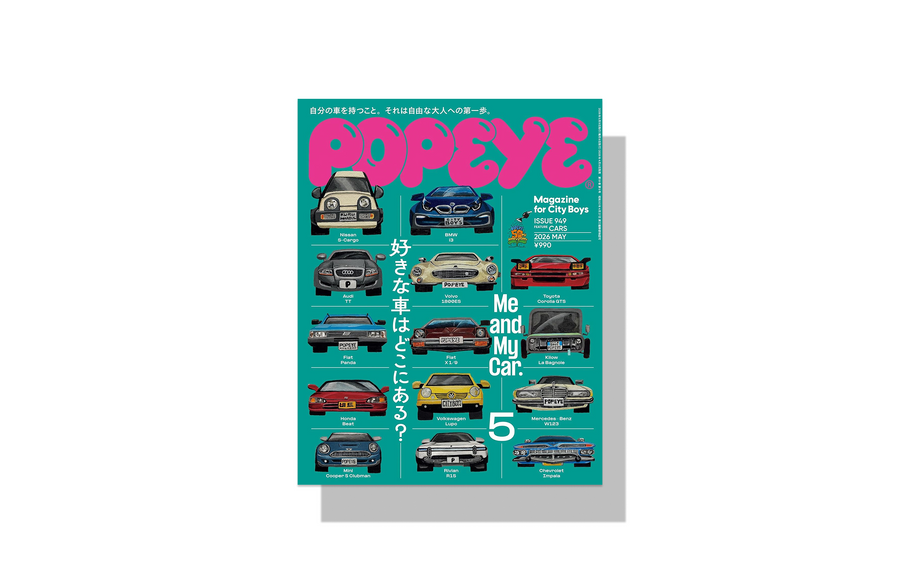 自分の車を持つこと。それは自由な大人への第一歩。
POPEYE
Magazine
for City Boys
ISSUE 949
FEATURE: CARS
2026 MAY
¥990
Nissan
S-Cargo
BMW
i3
好きな車はどこにある?
Audi
TT
Volvo
1800ES
POPEYE
Toyota
Corolla GTS
Me
and
My
Car.
Fiat
Panda
Fiat
X 1/9
Kilow
La Bagnole
Honda
Beat
Volkswagen
Lupo
Mercedes-Benz
W123
POPEYE
5
Mini
Cooper S Clubman
Rivian
R1S
Chevrolet
Impala